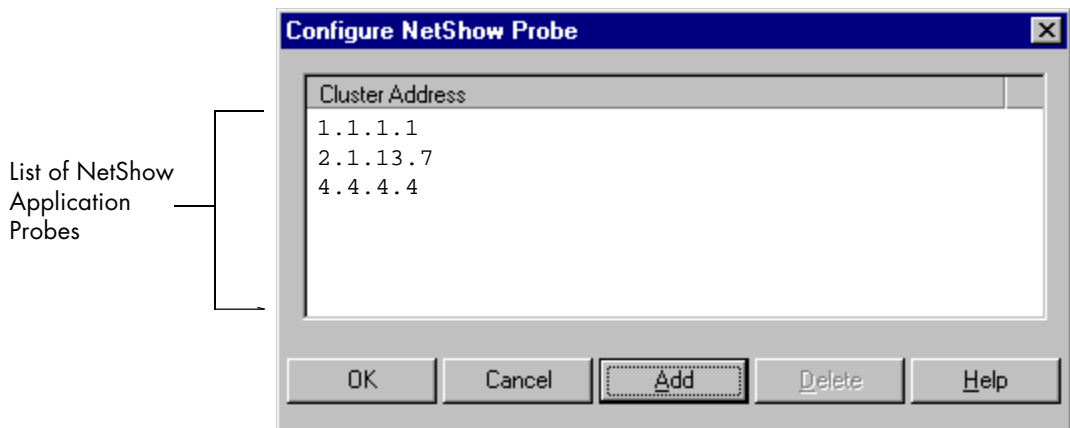 Configure NetShow Probe
Cluster Address
1.1.1.1
2.1.13.7
4.4.4.4
List of NetShow
Application
Probes
OK Cancel Add Delete Help